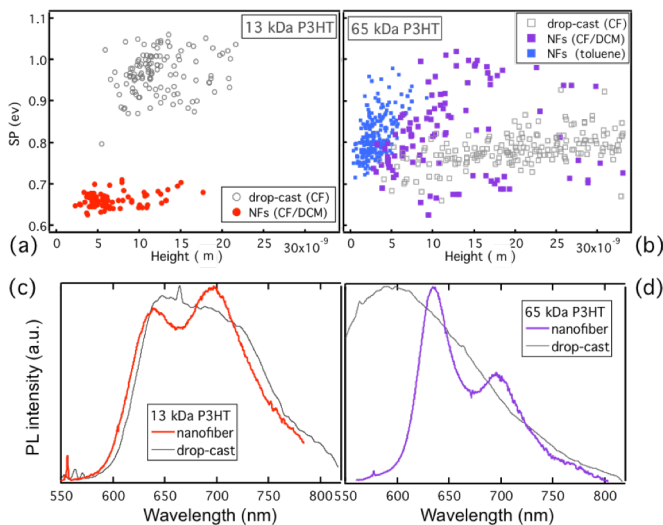 13 kDa P3HT
65 kDa P3HT
drop-cast (CF)
NFs (CF/DCM)
NFs (toluene)
1.1
1.0
0.9
0.8
0.7
0.6
SP (ev)
drop-cast (CF)
NFs (CF/DCM)
0 5 10 15 20 30x10⁻⁹
Height ( m )
(a)
0 5 10 15 20 30x10⁻⁹
Height ( m )
(b)
(c)
(d)
PL intensity (a.u.)
13 kDa P3HT
nanofiber
drop-cast
65 kDa P3HT
nanofiber
drop-cast
550 600 650 700 750 800
Wavelength (nm)
550 600 650 700 750 800
Wavelength (nm)